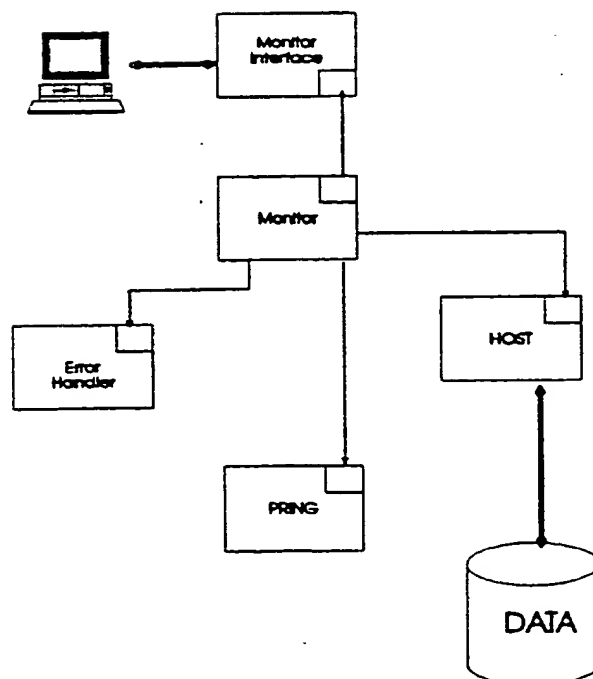 Monitor
Interface
Monitor
HOST
Error
Handler
PRING
DATA